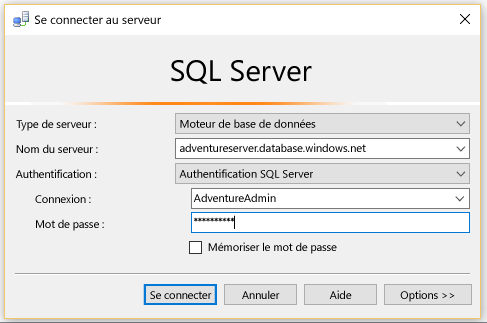 Se connecter au serveur
SQL Server
Type de serveur : Moteur de base de données
Nom du serveur : adventureserver.database.windows.net
Authentification : Authentification SQL Server
Connexion : AdventureAdmin
Mot de passe : **********
Mémoriser le mot de passe
Se connecter Annuler Aide Options >>